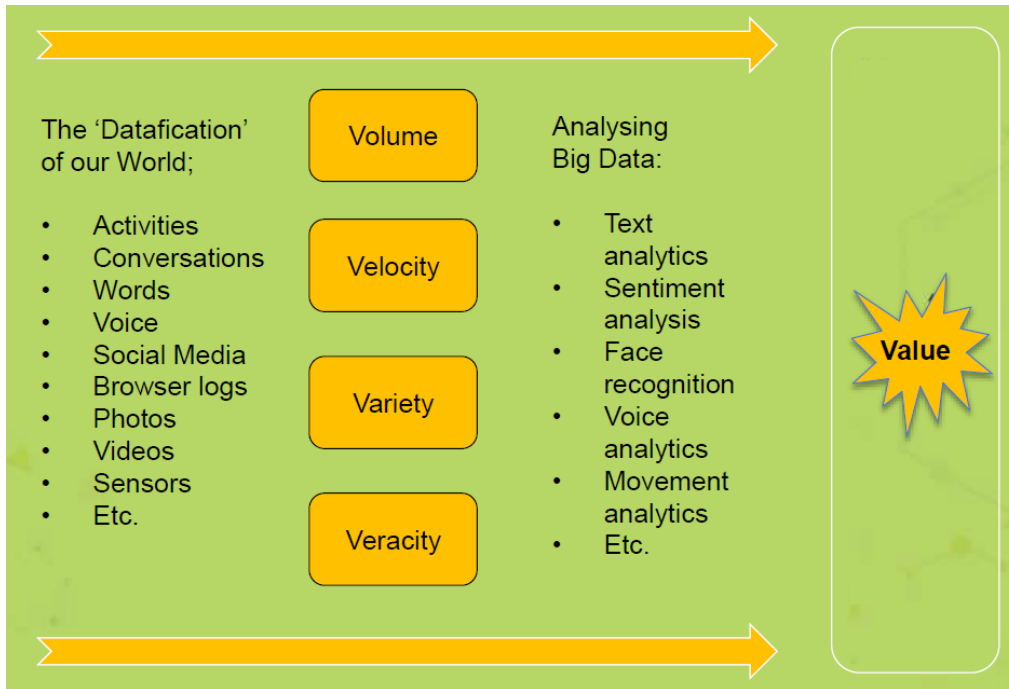 The ‘Datafication’
of our World;
• Activities
• Conversations
• Words
• Voice
• Social Media
• Browser logs
• Photos
• Videos
• Sensors
• Etc.
Volume
Velocity
Variety
Veracity
Analysing
Big Data:
• Text
analytics
• Sentiment
analysis
• Face
recognition
• Voice
analytics
• Movement
analytics
• Etc.
Value